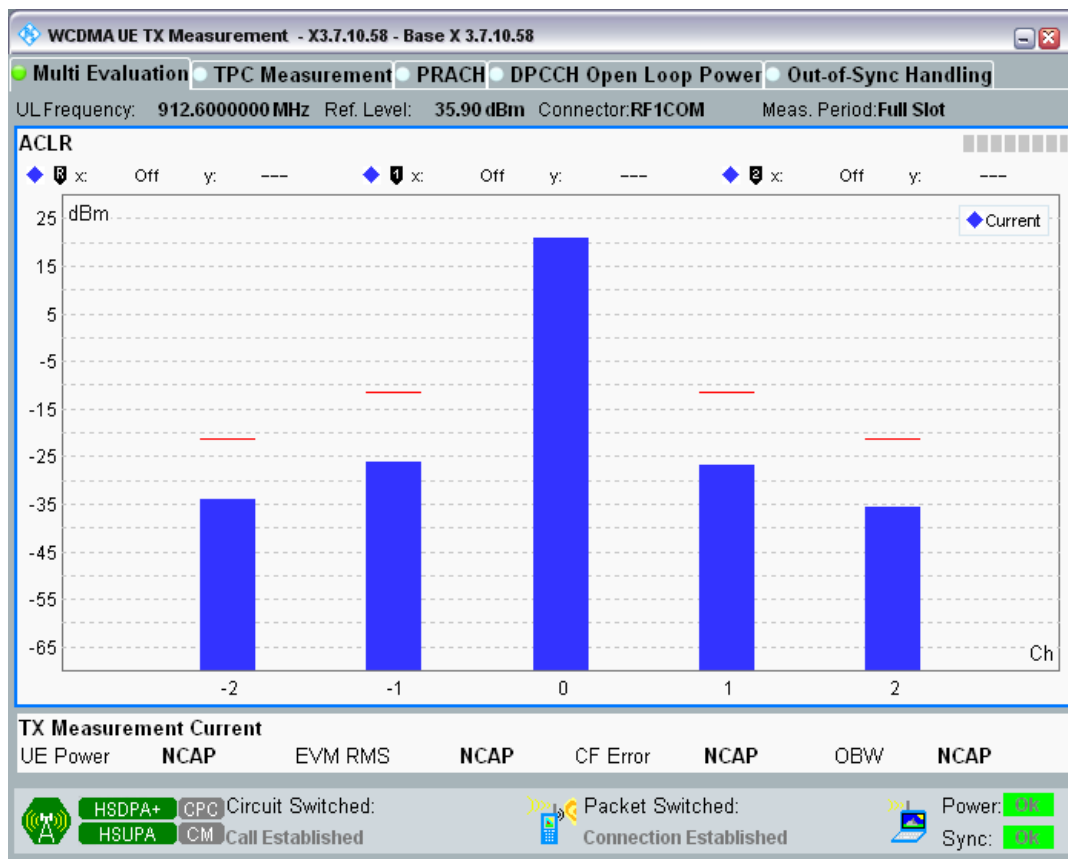 WCDMA UE TX Measurement - X3.7.10.58 - Base X 3.7.10.58
Multi Evaluation TPC Measurement PRACH DPCCH Open Loop Power Out-of-Sync Handling
UL Frequency: 912.6000000 MHz Ref. Level: 35.90 dBm Connector:RF1COM Meas. Period:Full Slot
ACLR
R x: Off y: --- 1 x: Off y: --- 2 x: Off y: ---
dBm
Current
25
15
5
-5
-15
-25
-35
-45
-55
-65
Ch
-2 -1 0 1 2
TX Measurement Current
UE Power NCAP EVM RMS NCAP CF Error NCAP OBW NCAP
HSDPA+ CPC Circuit Switched: Packet Switched: Power: OK
HSUPA CM Call Established Connection Established Sync: OK